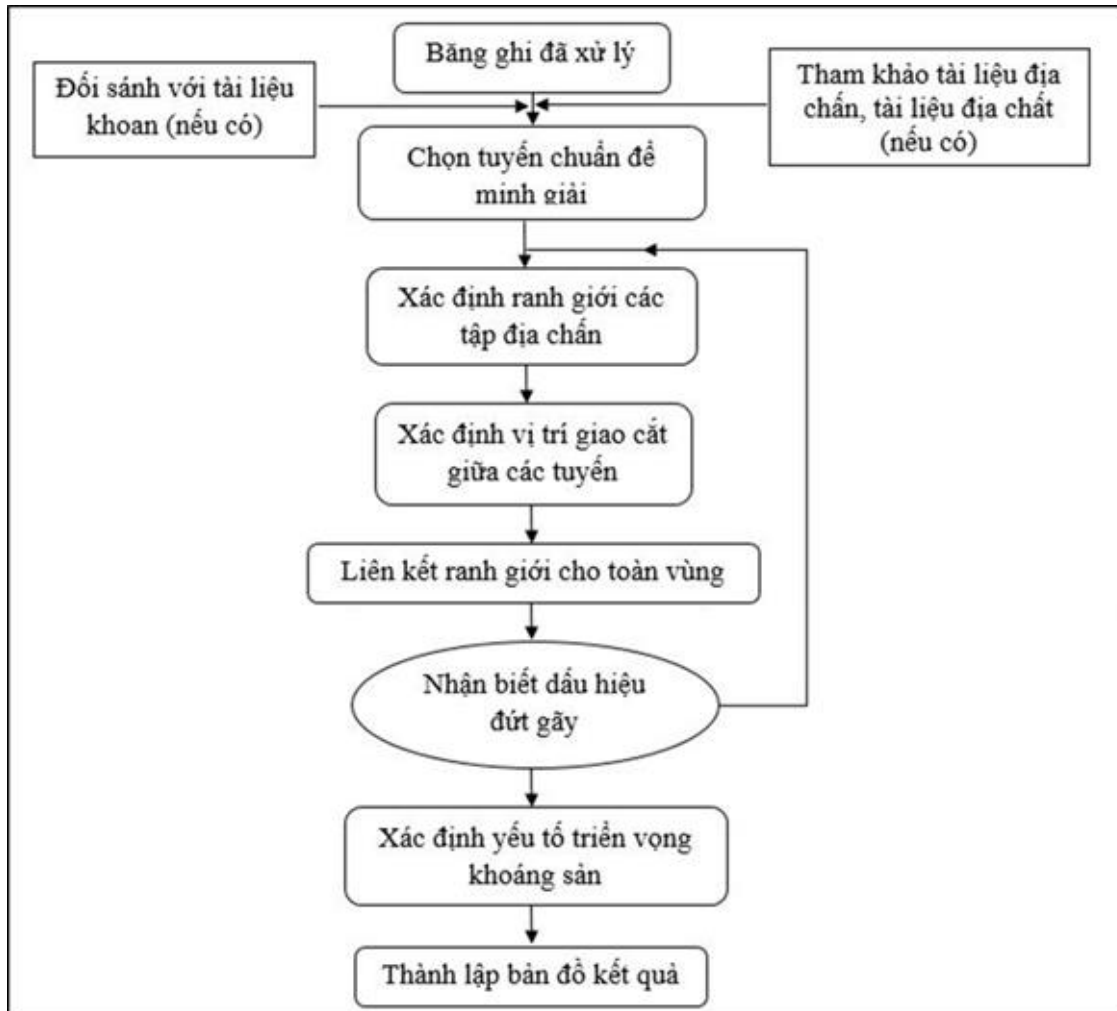 Băng ghi đã xử lý
Đối sánh với tài liệu
khoan (nếu có)
Tham khảo tài liệu địa
chấn, tài liệu địa chất
(nếu có)
Chọn tuyến chuẩn để
minh giải
Xác định ranh giới các
tập địa chấn
Xác định vị trí giao cắt
giữa các tuyến
Liên kết ranh giới cho toàn vùng
Nhận biết dấu hiệu
đứt gãy
Xác định yếu tố triển vọng
khoáng sản
Thành lập bản đồ kết quả